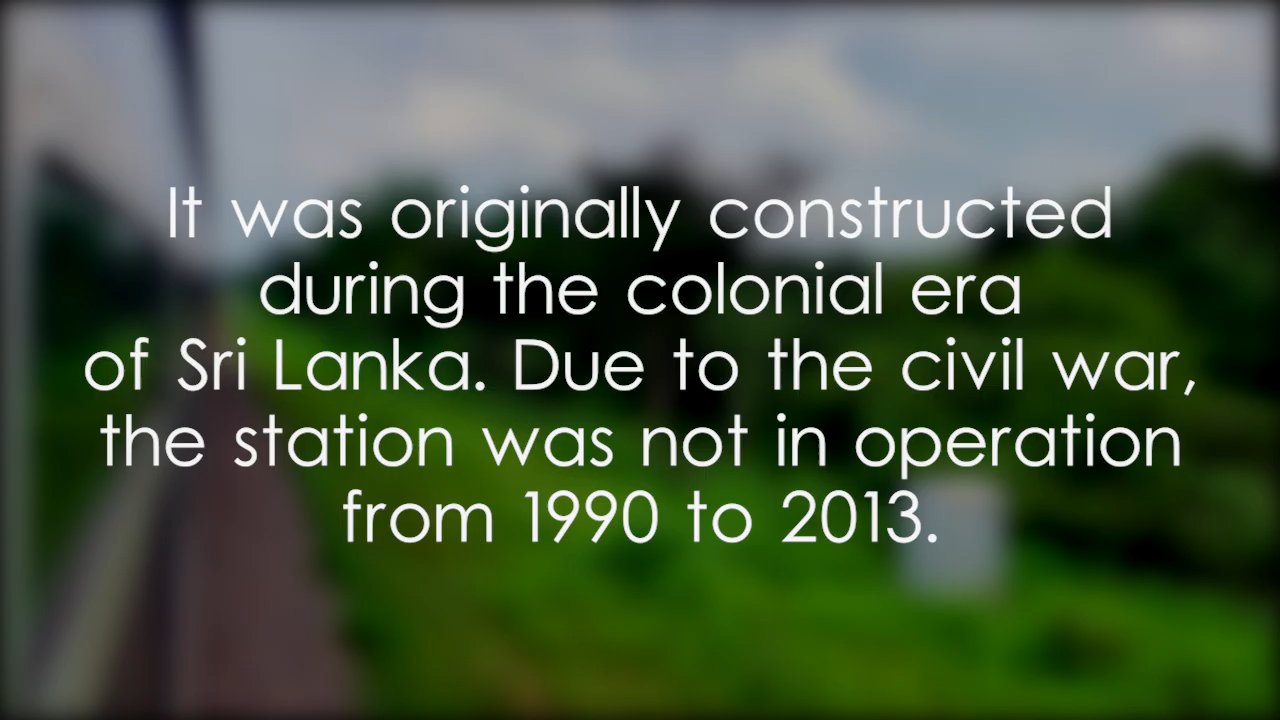 It was originally constructed
during the colonial era
of Sri Lanka. Due to the civil war,
the station was not in operation
from 1990 to 2013.